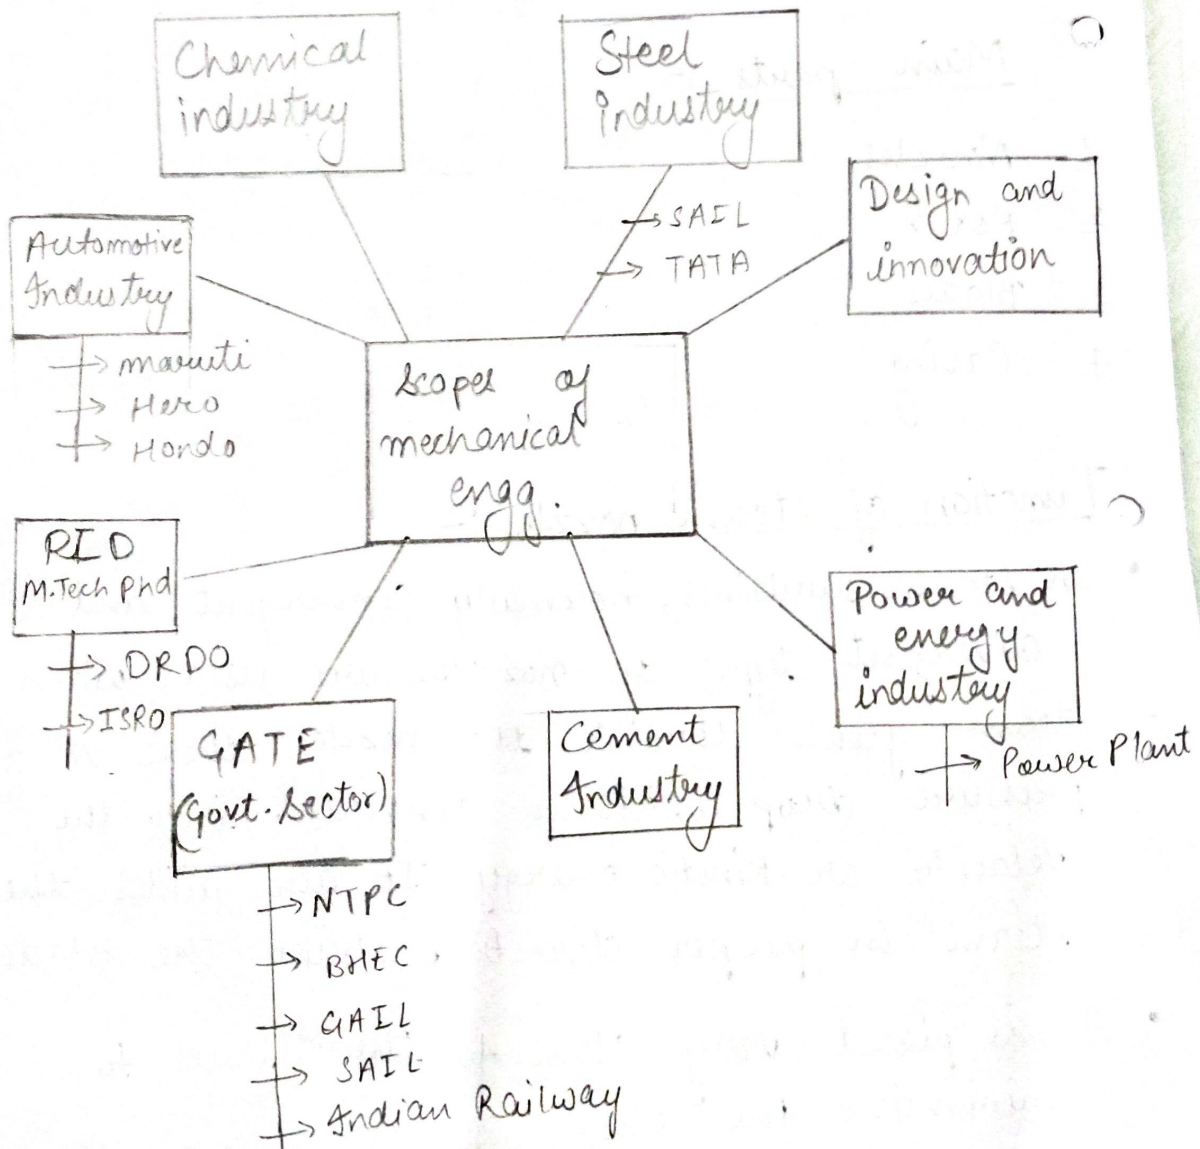 Chemical
industry
Steel
industry
→ SAIL
→ TATA
Design and
innovation
Automotive
Industry
→ maruti
→ Hero
→ Hondo
Scopes of
mechanical
engg.
RID
M.Tech Phd
→ DRDO
→ ISRO
GATE
(Govt. Sector)
→ NTPC
→ BHEC
→ GAIL
→ SAIL
→ Indian Railway
Cement
Industry
Power and
energy
industry
→ Power Plant